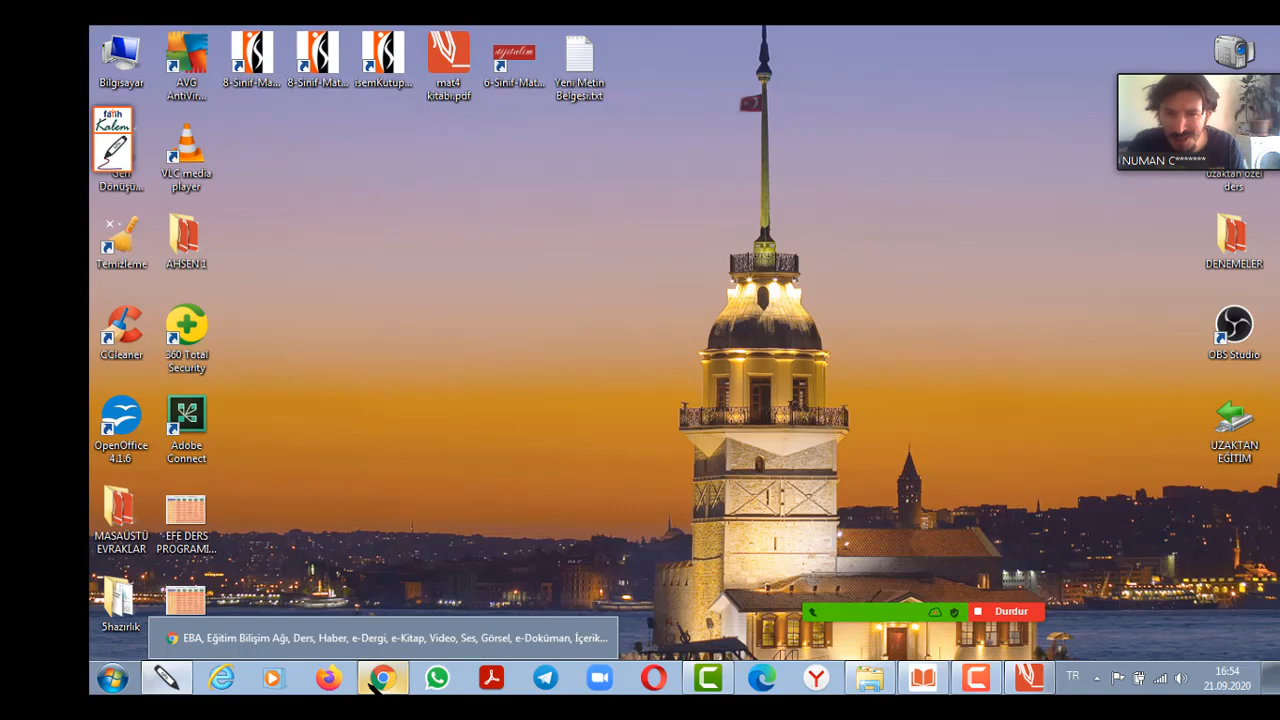 Bilgisayar
AVG
AntiVir...
8-Sinif-Ma...
8-Sinif-Mat...
isemKutup...
mat4
kitabı.pdf
dijitalim
6-Sinif-Mat...
Yeni Metin
Belgesi.txt
fatih
Kalem
Geri
Dönüşü...
VLC media
player
Temizleme
AHSEN 1
CCleaner
360 Total
Security
OpenOffice
4.1.6
Adobe
Connect
MASAÜSTÜ
EVRAKLAR
EFE DERS
PROGRAMI...
5hazırlık
NUMAN C*******
uzaktan özel
ders
DENEMELER
OBS Studio
UZAKTAN
EĞİTİM
Durdur
EBA, Eğitim Bilişim Ağı, Ders, Haber, e-Dergi, e-Kitap, Video, Ses, Görsel, e-Doküman, İçerik...
TR
16:54
21.09.2020